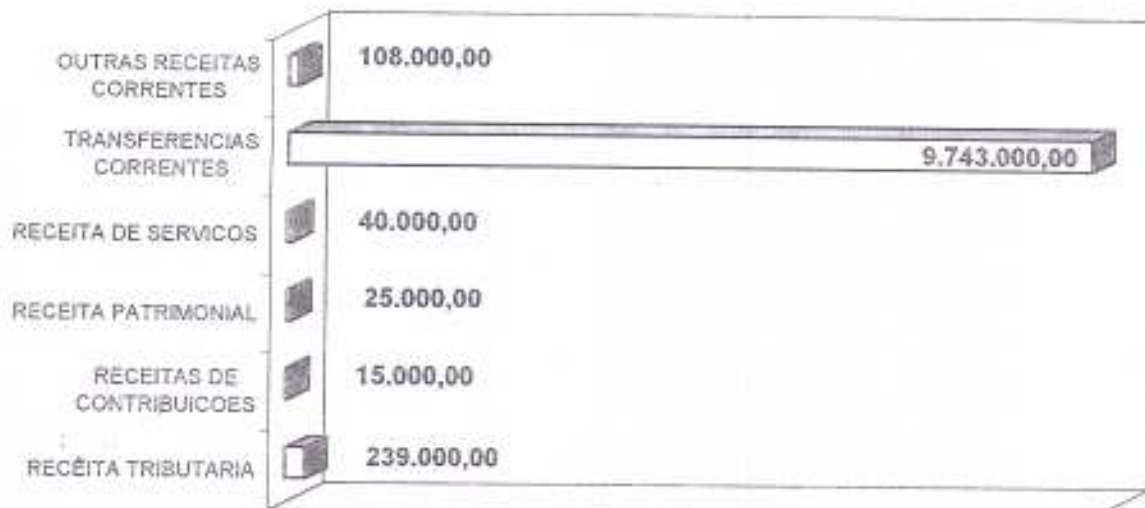 OUTRAS RECEITAS
CORRENTES
108.000,00
TRANSFERENCIAS
CORRENTES
9.743.000,00
RECEITA DE SERVICOS
40.000,00
RECEITA PATRIMONIAL
25.000,00
RECEITAS DE
CONTRIBUICOES
15.000,00
RECEITA TRIBUTARIA
239.000,00